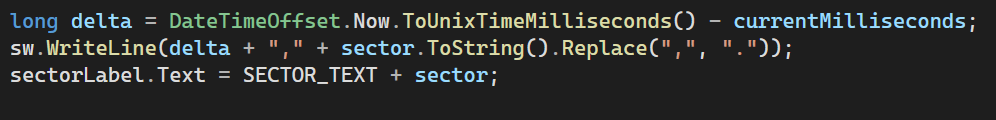 long delta = DateTimeOffset.Now.ToUnixTimeMilliseconds() - currentMilliseconds;
sw.WriteLine(delta + "," + sector.ToString().Replace(",", "."));
sectorLabel.Text = SECTOR_TEXT + sector;